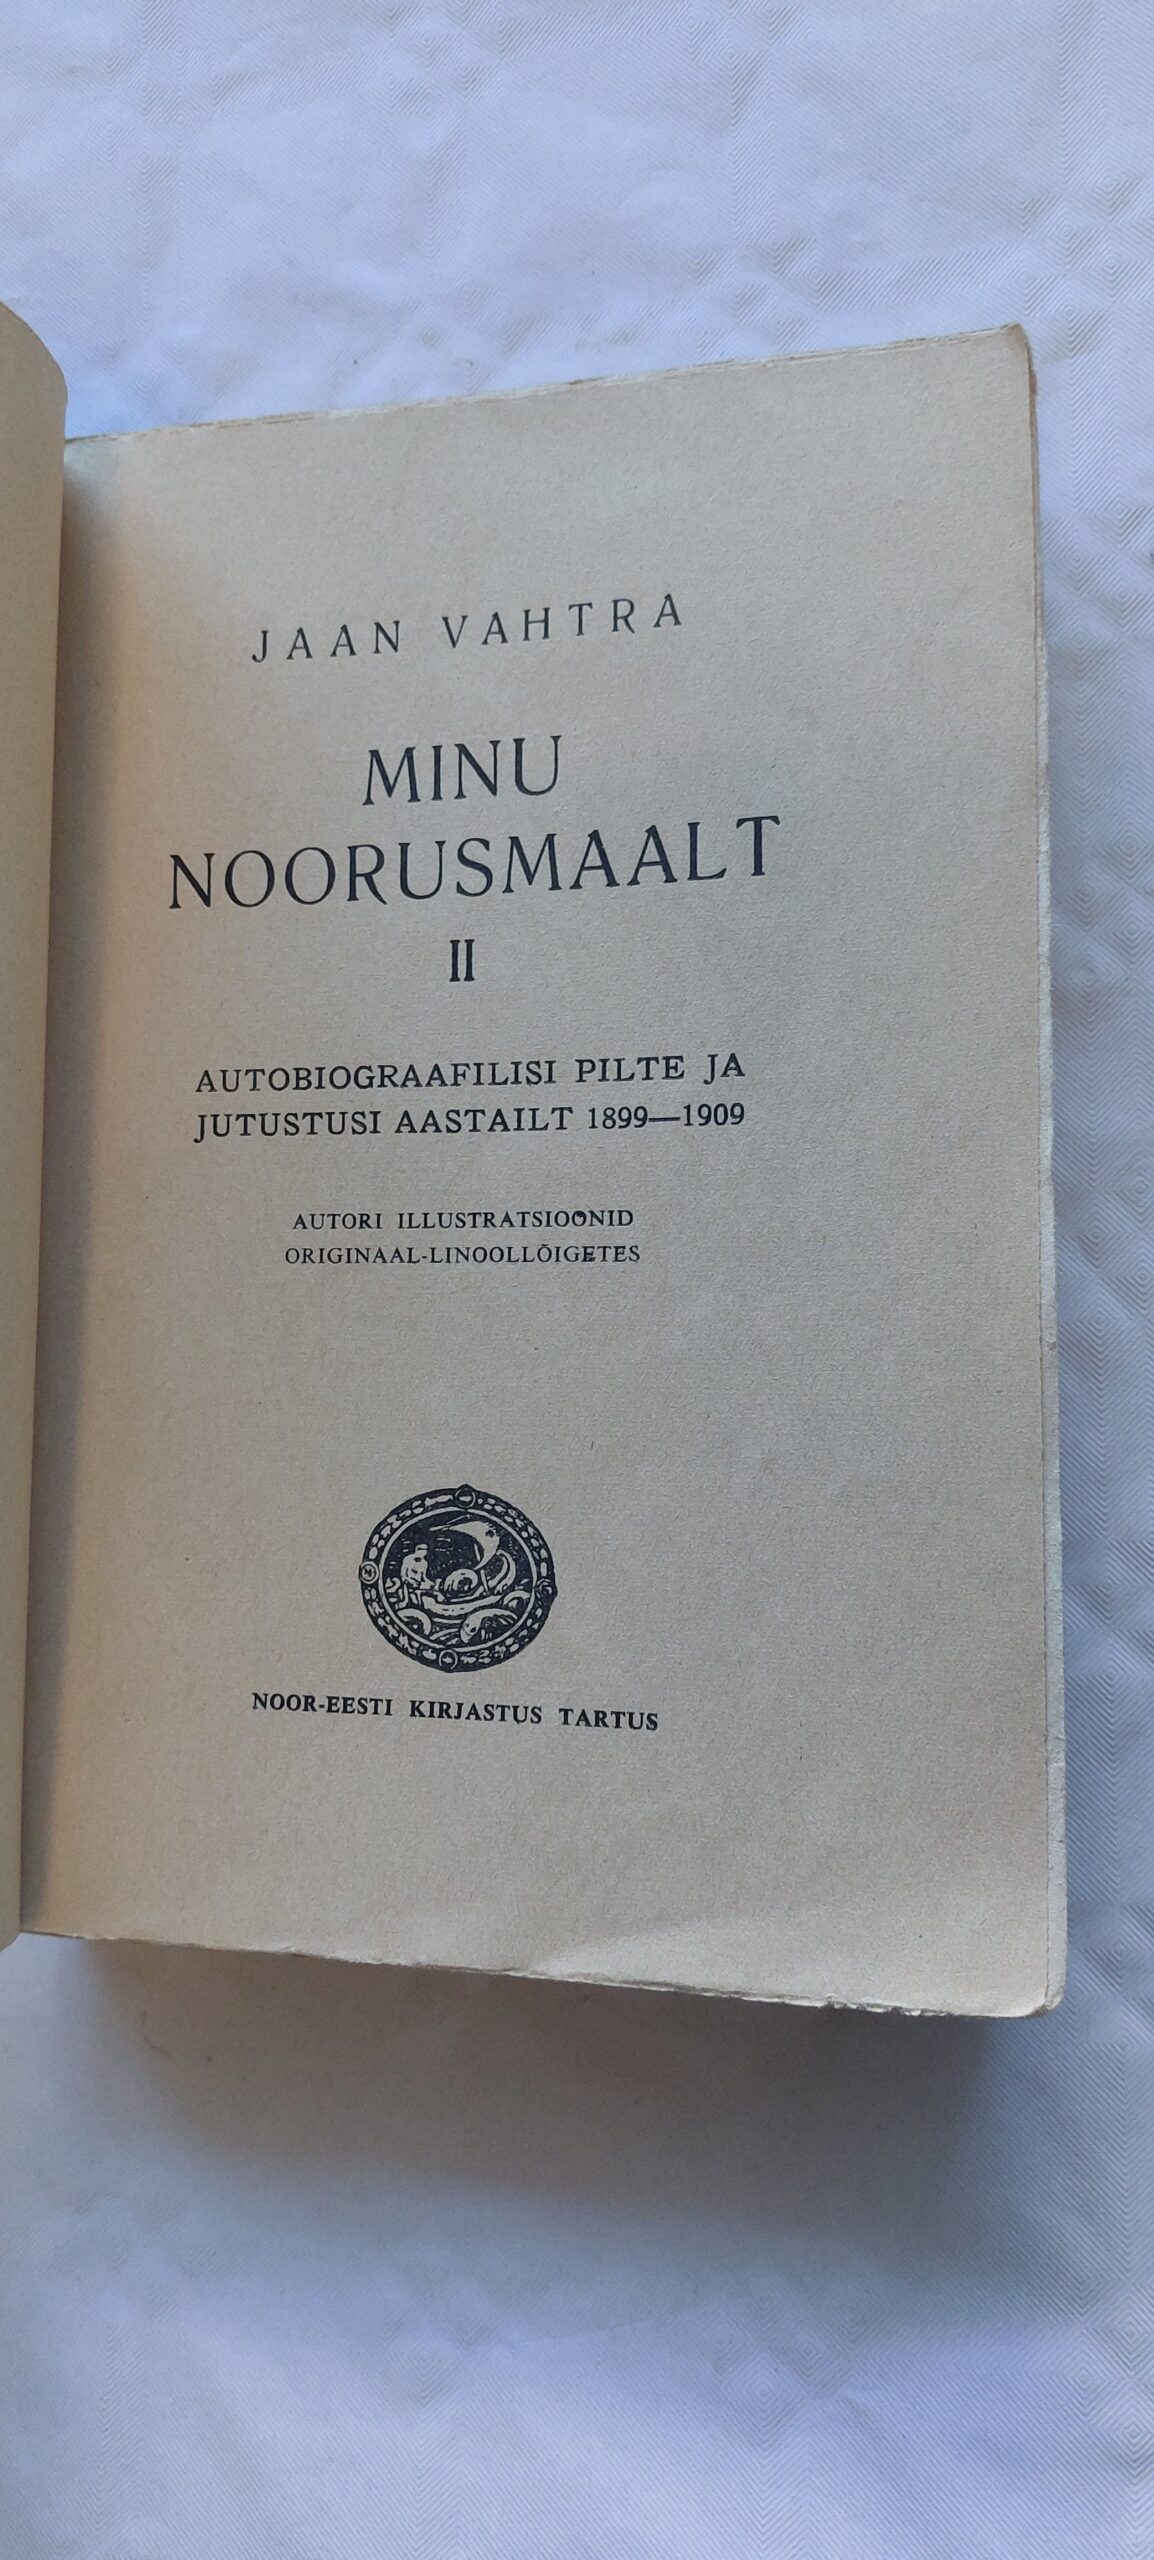 JAAN VAHTRA
MINU
NOORUSMAALT
II
AUTOBIOGRAAFILISI PILTE JA
JUTUSTUSI AASTAILT 1899—1909
AUTORI ILLUSTRATSIOONID
ORIGINAAL-LINOOLLÕIGETES
NOOR-EESTI KIRJASTUS TARTUS